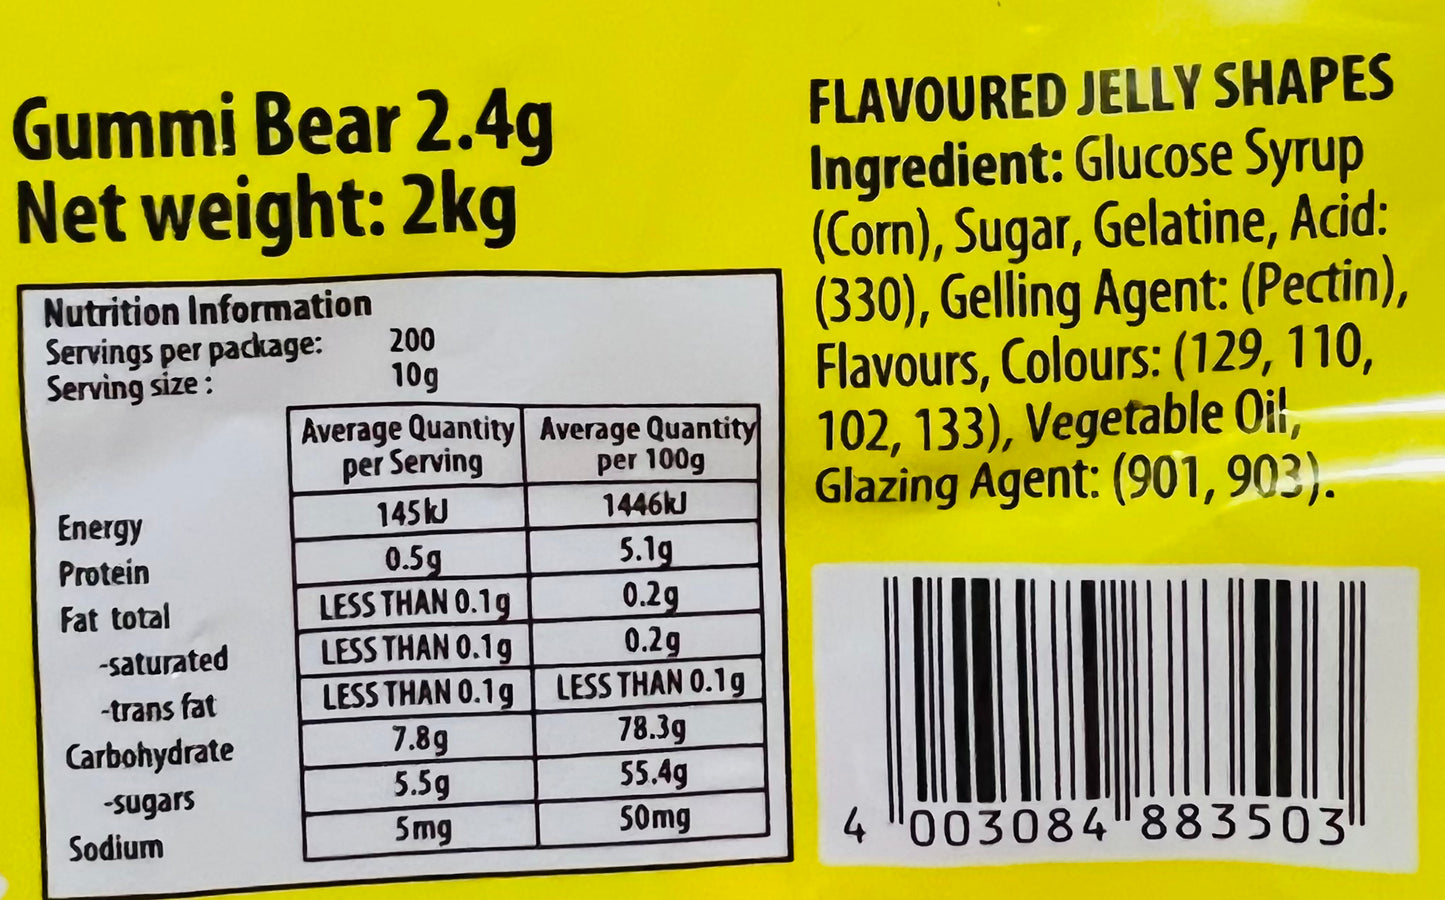 Gummi Bear 2.4g
Net weight: 2kg
Nutrition Information
Servings per package: 200
Serving size : 10g
Average Quantity per Serving Average Quantity per 100g
Energy 145kJ 1446kJ
Protein 0.5g 5.1g
Fat total LESS THAN 0.1g 0.2g
-saturated LESS THAN 0.1g 0.2g
-trans fat LESS THAN 0.1g LESS THAN 0.1g
Carbohydrate 7.8g 78.3g
-sugars 5.5g 55.4g
Sodium 5mg 50mg
FLAVOURED JELLY SHAPES
Ingredient: Glucose Syrup
(Corn), Sugar, Gelatine, Acid:
(330), Gelling Agent: (Pectin),
Flavours, Colours: (129, 110,
102, 133), Vegetable Oil,
Glazing Agent: (901, 903).
4 003084 883503